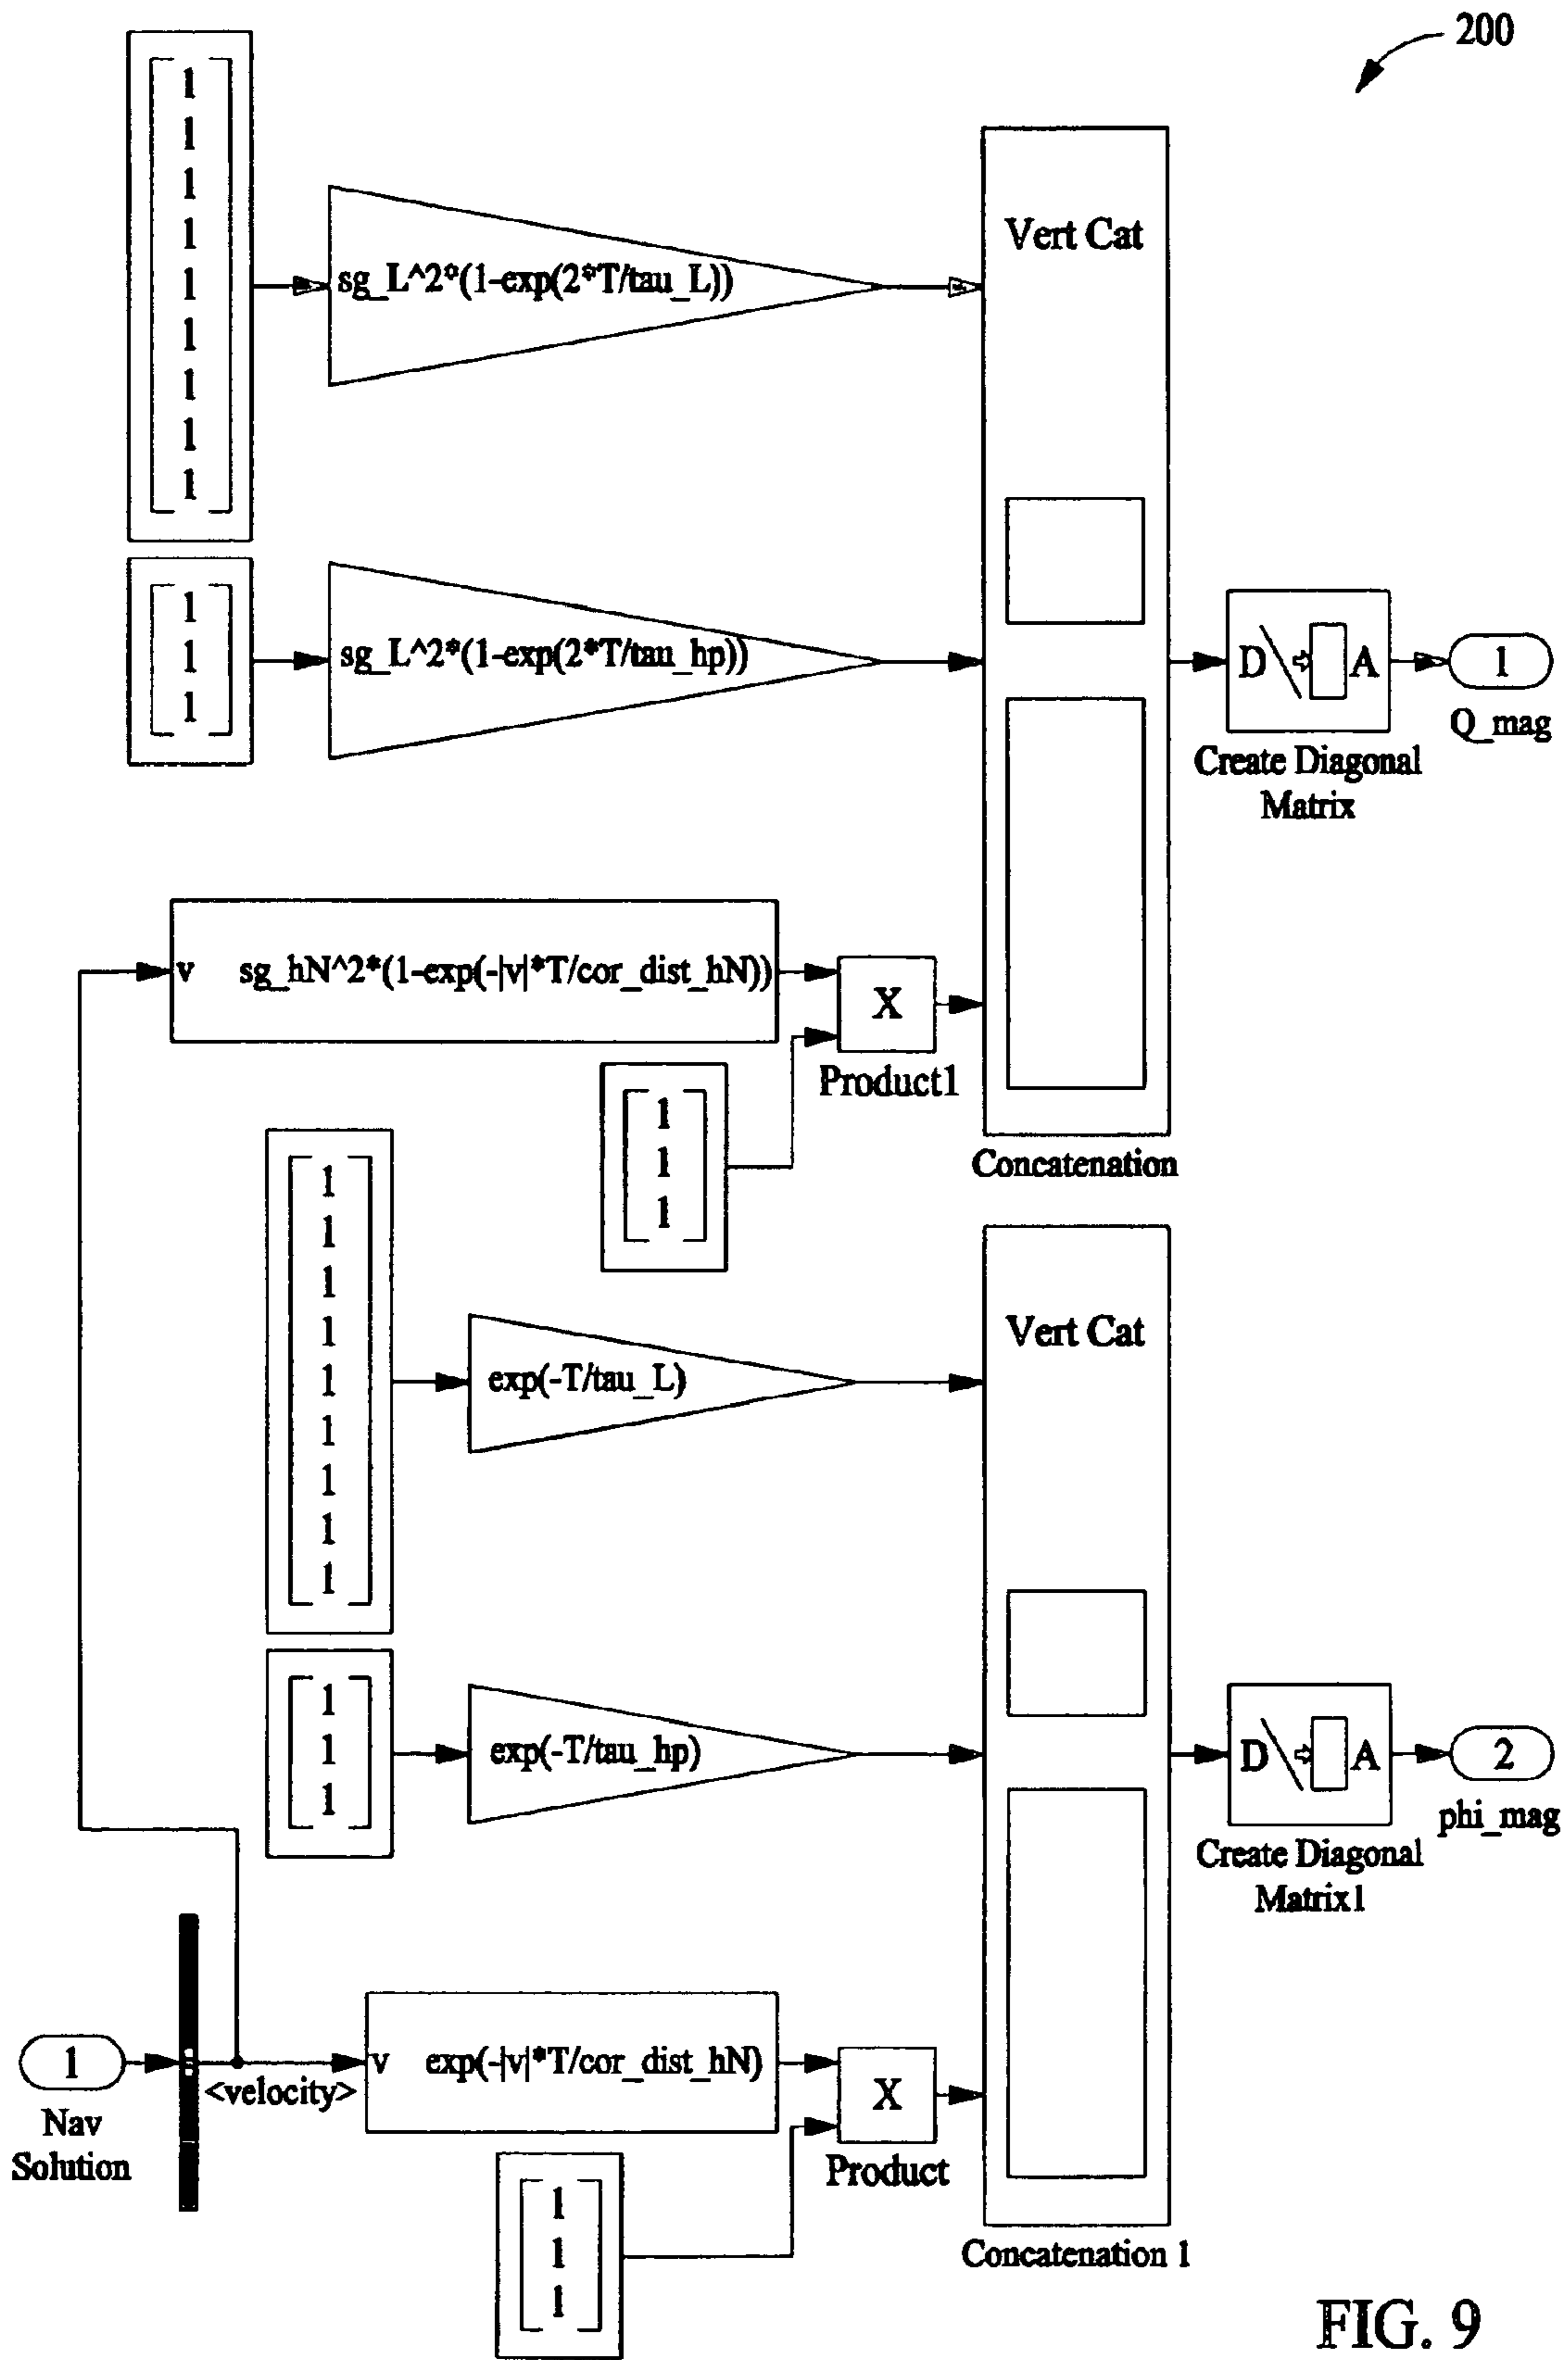 200
1
1
1
1
1
1
1
1
1
sg_L^2*(1-exp(2*T/tau_L))
Vert Cat
1
1
1
sg_L^2*(1-exp(2*T/tau_hp))
D
A
1
Q_mag
Create Diagonal
Matrix
v
sg_hN^2*(1-exp(-|v|*T/cor_dist_hN))
X
Product1
1
1
1
Concatenation
1
1
1
1
1
1
1
1
1
exp(-T/tau_L)
Vert Cat
1
1
1
exp(-T/tau_hp)
D
A
2
phi_mag
Create Diagonal
Matrix1
1
Nav
Solution
<velocity>
v
exp(-|v|*T/cor_dist_hN)
X
Product
1
1
1
Concatenation 1
FIG. 9